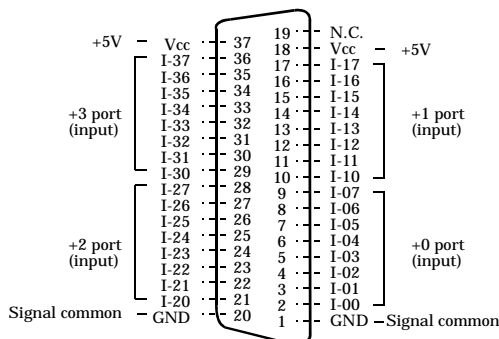 19 N.C.
+5V Vcc 37 18 Vcc +5V
I-37 36 17 I-17
I-36 35 16 I-16
I-35 34 15 I-15
I-34 33 14 I-14
+3 port
(input)
I-33 32 13 I-13
+1 port
(input)
I-32 31 12 I-12
I-31 30 11 I-11
I-30 29 10 I-10
I-27 28 9 I-07
I-26 27 8 I-06
I-25 26 7 I-05
I-24 25 6 I-04
+2 port
(input)
I-23 24 5 I-03
+0 port
(input)
I-22 23 4 I-02
I-21 22 3 I-01
I-20 21 2 I-00
Signal common GND 20 1 GND Signal common